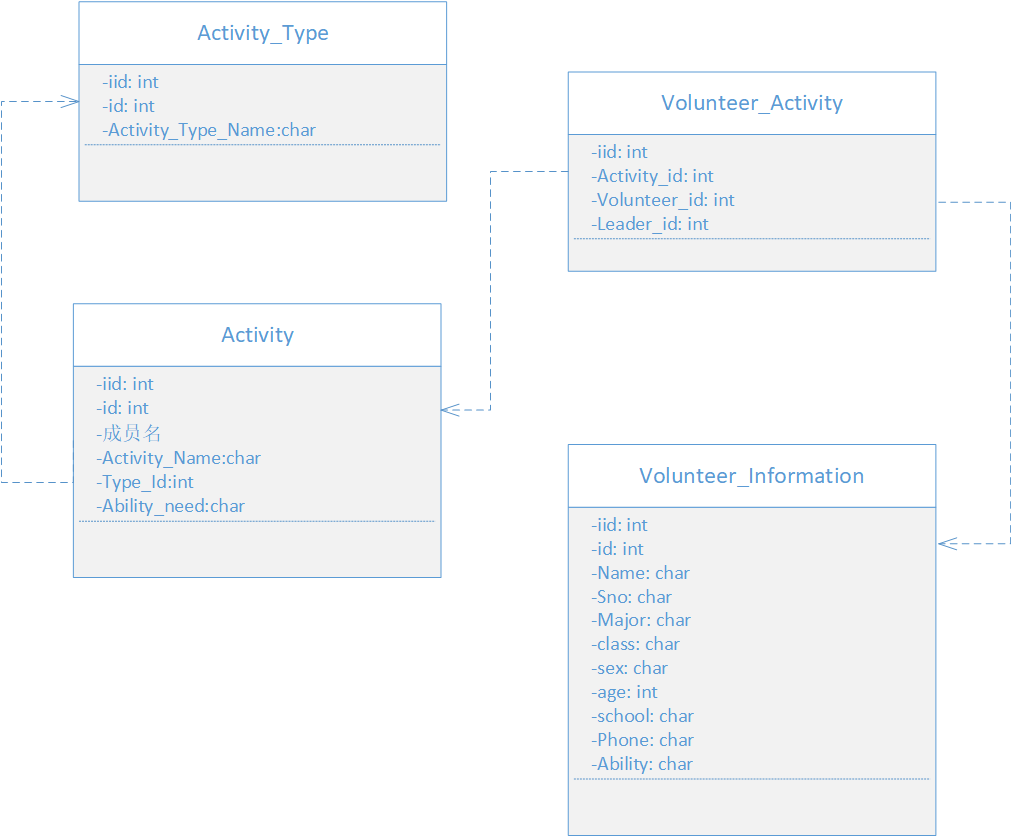 Activity_Type
-iid: int
-id: int
-Activity_Type_Name:char
Volunteer_Activity
-iid: int
-Activity_id: int
-Volunteer_id: int
-Leader_id: int
Activity
-iid: int
-id: int
-成员名
-Activity_Name:char
-Type_Id:int
-Ability_need:char
Volunteer_Information
-iid: int
-id: int
-Name: char
-Sno: char
-Major: char
-class: char
-sex: char
-age: int
-school: char
-Phone: char
-Ability: char